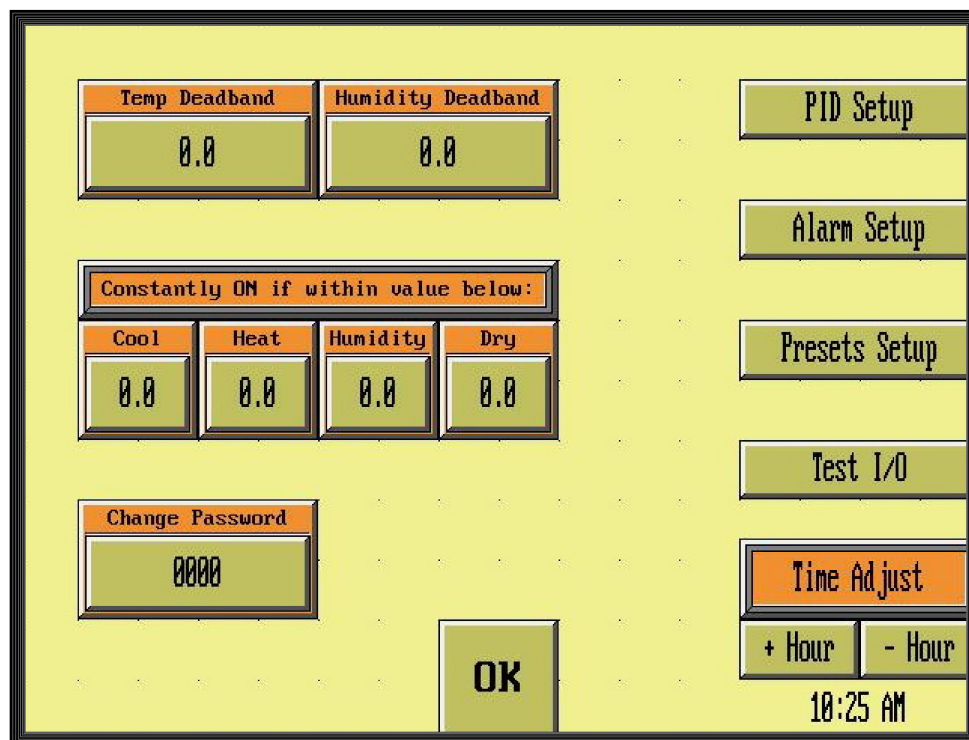 Temp Deadband
Humidity Deadband
0.0
0.0
Constantly ON if within value below:
Cool
Heat
Humidity
Dry
0.0
0.0
0.0
0.0
Change Password
0000
OK
PID Setup
Alarm Setup
Presets Setup
Test I/O
Time Adjust
+ Hour
- Hour
10:25 AM